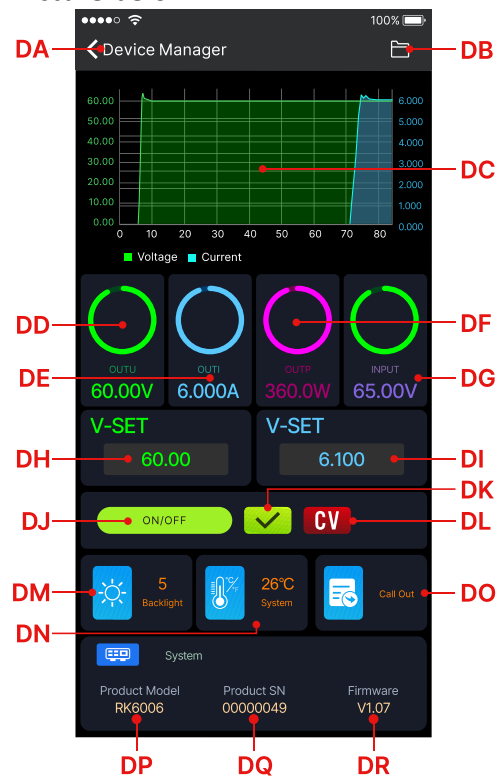 100%
DA
Device Manager
DB
60.00 6.000
50.00 5.000
40.00 4.000
30.00 3.000
DC
20.00 2.000
10.00 1.000
0.00 0.000
0 10 20 30 40 50 60 70 80
Voltage Current
DD
DF
DE
OUTU OUTI OUTP INPUT
DG
60.00V 6.000A 360.0W 65.00V
V-SET V-SET
DH 60.00 6.100 DI
DK
DJ ON/OFF CV DL
DM 5 Backlight
26℃ System
°C/°F
Call Out DO
DN
System
Product Model Product SN Firmware
RK6006 00000049 V1.07
DP DQ DR